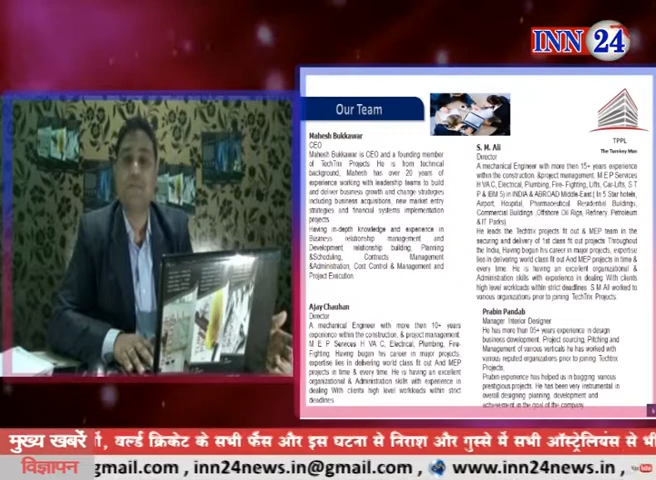 INN 24
Our Team
TPPL
The Turnkey Man
Mahesh Bukkawar
CEO
Mahesh Bukkawar is CEO and a founding member
of TechTrix Projects. He is from technical
background, Mahesh has over 20 years of
experience working with leadership teams to build
and deliver business growth and change strategies
including business acquisitions, new market entry
strategies and financial systems implementation
projects.
Having in-depth knowledge and experience in
Business relationship management and
Development relationship building, Planning
&Scheduling, Contracts Management
&Administration, Cost Control & Management and
Project Execution.
Ajay Chauhan
Director
A mechanical Engineer with more then 10+ years
experience within the construction, & project management.
M E P Services H VA C, Electrical, Plumbing, Fire-
Fighting. Having began his career in major projects,
expertise lies in delivering world class fit out And MEP
projects in time & every time. He is having an excellent
organizational & Administration skills with experience in
dealing With clients high level workloads within strict
deadlines
S. M. Ali
Director
A mechanical Engineer with more then 15+ years experience
within the construction, &project management. M E P Services
H VA C, Electrical, Plumbing, Fire- Fighting, Lifts, Car-Lifts, S T
P & IBM S) in INDIA & ABROAD Middle-East) In 5 Star hotels,
Airport, Hospital, Pharmaceutical, Residential Buildings,
Commercial Buildings ,Offshore Oil Rigs, Refinery, Petroleum
& IT Parks)
He leads the Techtrix projects fit out & MEP team in the
securing and delivery of 1st class fit out projects Throughout
the India, Having began his career in major projects, expertise
lies in delivering world class fit out And MEP projects in time &
every time. He is having an excellent organizational &
Administration skills with experience in dealing With clients
high level workloads within strict deadlines. S M Ali worked to
various organizations prior to joining TechTrix Projects.
Prabin Pandab
Manager Interior Designer
He has more than 05+ years experience in design
business development, Project sourcing, Pitching and
Management of various verticals he has worked with
various reputed organizations prior to joining Techtrix
Projects.
Prabin experience has helped us in bagging various
prestigious projects. He has been very instrumental in
overall designing, planning, development and
achievement in the goal of the company.
मुख्य खबरें र्ग, वर्ल्ड क्रिकेट के सभी फैंस और इस घटना से निराश और गुस्से में सभी ऑस्ट्रेलियंस से भी
विज्ञापन gmail.com , inn24news.in@gmail.com , www.inn24news.in ,